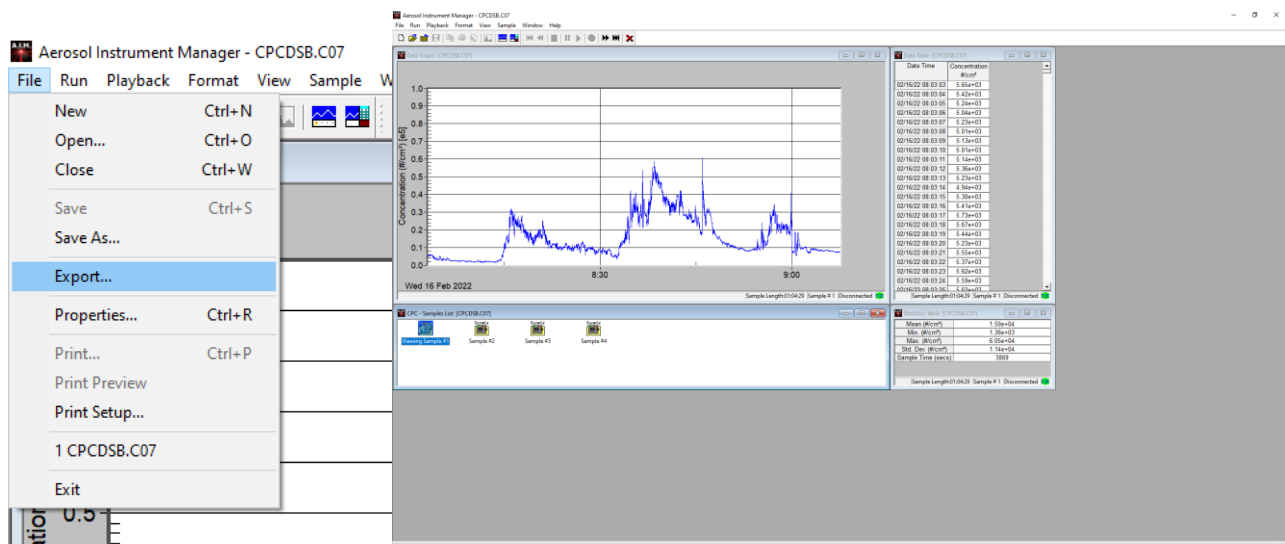 Aerosol Instrument Manager - CPCDSB.C07
File Run Playback Format View Sample W
New Ctrl+N
Open... Ctrl+O
Close Ctrl+W
Save Ctrl+S
Save As...
Export...
Properties... Ctrl+R
Print... Ctrl+P
Print Preview
Print Setup...
1 CPCDSB.C07
Exit
0.5
Aerosol Instrument Manager - CPCDSB.C07
File Run Playback Format View Sample Window Help
Data Graph [CPCDSB.C07]
Concentration (#/cm³) [e5]
1.0
0.9
0.8
0.7
0.6
0.5
0.4
0.3
0.2
0.1
0.0
8:30 9:00
Wed 16 Feb 2022
Sample Length:01:04:29 Sample # 1 Disconnected
Data Table [CPCDSB.C07]
Date Time Concentration
#/cm³
02/16/22 08:03:03 5.65e+03
02/16/22 08:03:04 5.42e+03
02/16/22 08:03:05 5.24e+03
02/16/22 08:03:06 5.04e+03
02/16/22 08:03:07 5.23e+03
02/16/22 08:03:08 5.01e+03
02/16/22 08:03:09 5.13e+03
02/16/22 08:03:10 5.01e+03
02/16/22 08:03:11 5.14e+03
02/16/22 08:03:12 5.36e+03
02/16/22 08:03:13 5.23e+03
02/16/22 08:03:14 4.94e+03
02/16/22 08:03:15 5.30e+03
02/16/22 08:03:16 5.41e+03
02/16/22 08:03:17 5.73e+03
02/16/22 08:03:18 5.67e+03
02/16/22 08:03:19 5.44e+03
02/16/22 08:03:20 5.23e+03
02/16/22 08:03:21 5.55e+03
02/16/22 08:03:22 5.37e+03
02/16/22 08:03:23 5.62e+03
02/16/22 08:03:24 5.59e+03
Sample Length:01:04:29 Sample # 1 Disconnected
CPC - Samples List [CPCDSB.C07]
Viewing Sample #1 Sample #2 Sample #3 Sample #4
Statistics Table [CPCDSB.C07]
Mean (#/cm³) 1.50e+04
Min. (#/cm³) 1.36e+03
Max. (#/cm³) 6.05e+04
Std. Dev. (#/cm³) 1.14e+04
Sample Time (secs) 3869
Sample Length:01:04:29 Sample # 1 Disconnected